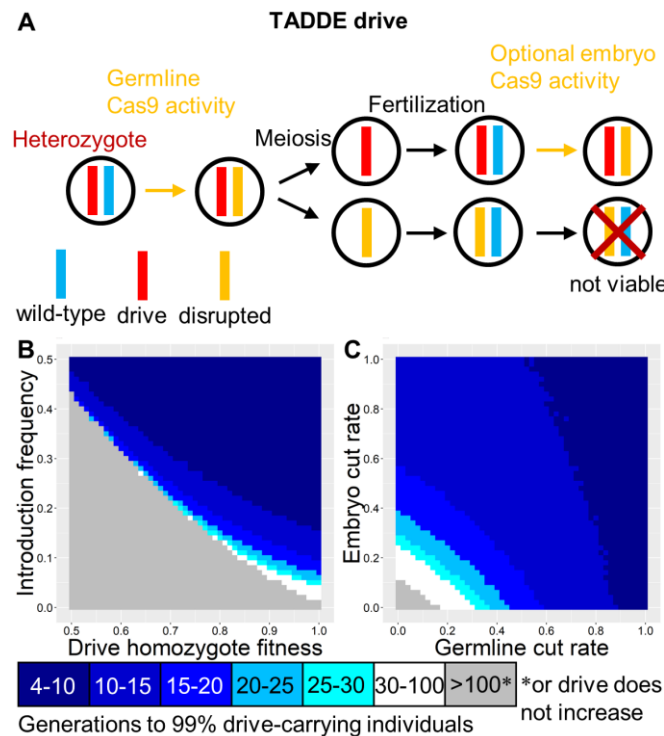 A
TADDE drive
Germline
Cas9 activity
Optional embryo
Cas9 activity
Fertilization
Heterozygote
Meiosis
wild-type
drive
disrupted
not viable
B
C
Introduction frequency
0.5
0.4
0.3
0.2
0.1
0.0
0.5 0.6 0.7 0.8 0.9 1.0
Drive homozygote fitness
Embryo cut rate
1.0
0.8
0.6
0.4
0.2
0.0
0.0 0.2 0.4 0.6 0.8 1.0
Germline cut rate
4-10 10-15 15-20 20-25 25-30 30-100 >100*
*or drive does
not increase
Generations to 99% drive-carrying individuals